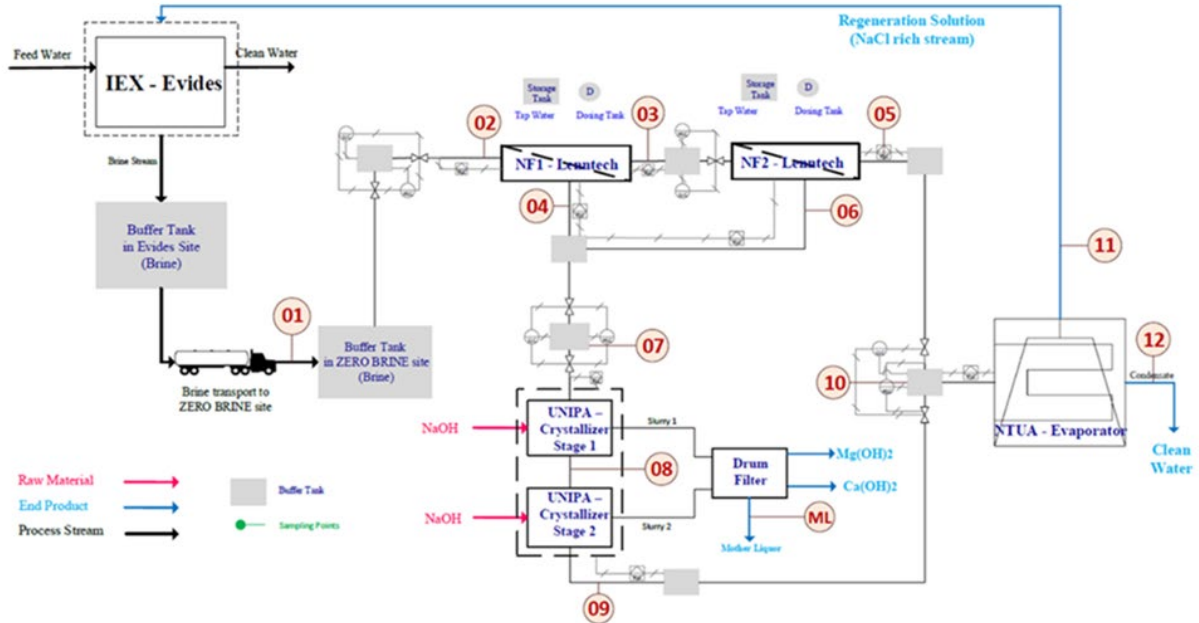 Regeneration Solution
(NaCl rich stream)
Feed Water
Clean Water
IEX - Evides
Brine Stream
Buffer Tank
in Evides Site
(Brine)
01
Brine transport to
ZERO BRINE site
Buffer Tank
in ZERO BRINE site
(Brine)
02
Storage
Tank
D
Tap Water
Dosing Tank
03
NF1 - Lenntech
04
Storage
Tank
D
Tap Water
Dosing Tank
05
NF2 - Lenntech
06
07
NaOH
UNIPA –
Crystallizer
Stage 1
Slurry 1
08
NaOH
UNIPA –
Crystallizer
Stage 2
Slurry 2
Drum
Filter
Mg(OH)2
Ca(OH)2
ML
Mother Liquor
09
10
11
12
Condensate
NTUA - Evaporator
Clean
Water
Raw Material
End Product
Process Stream
Buffer Tank
Sampling Points